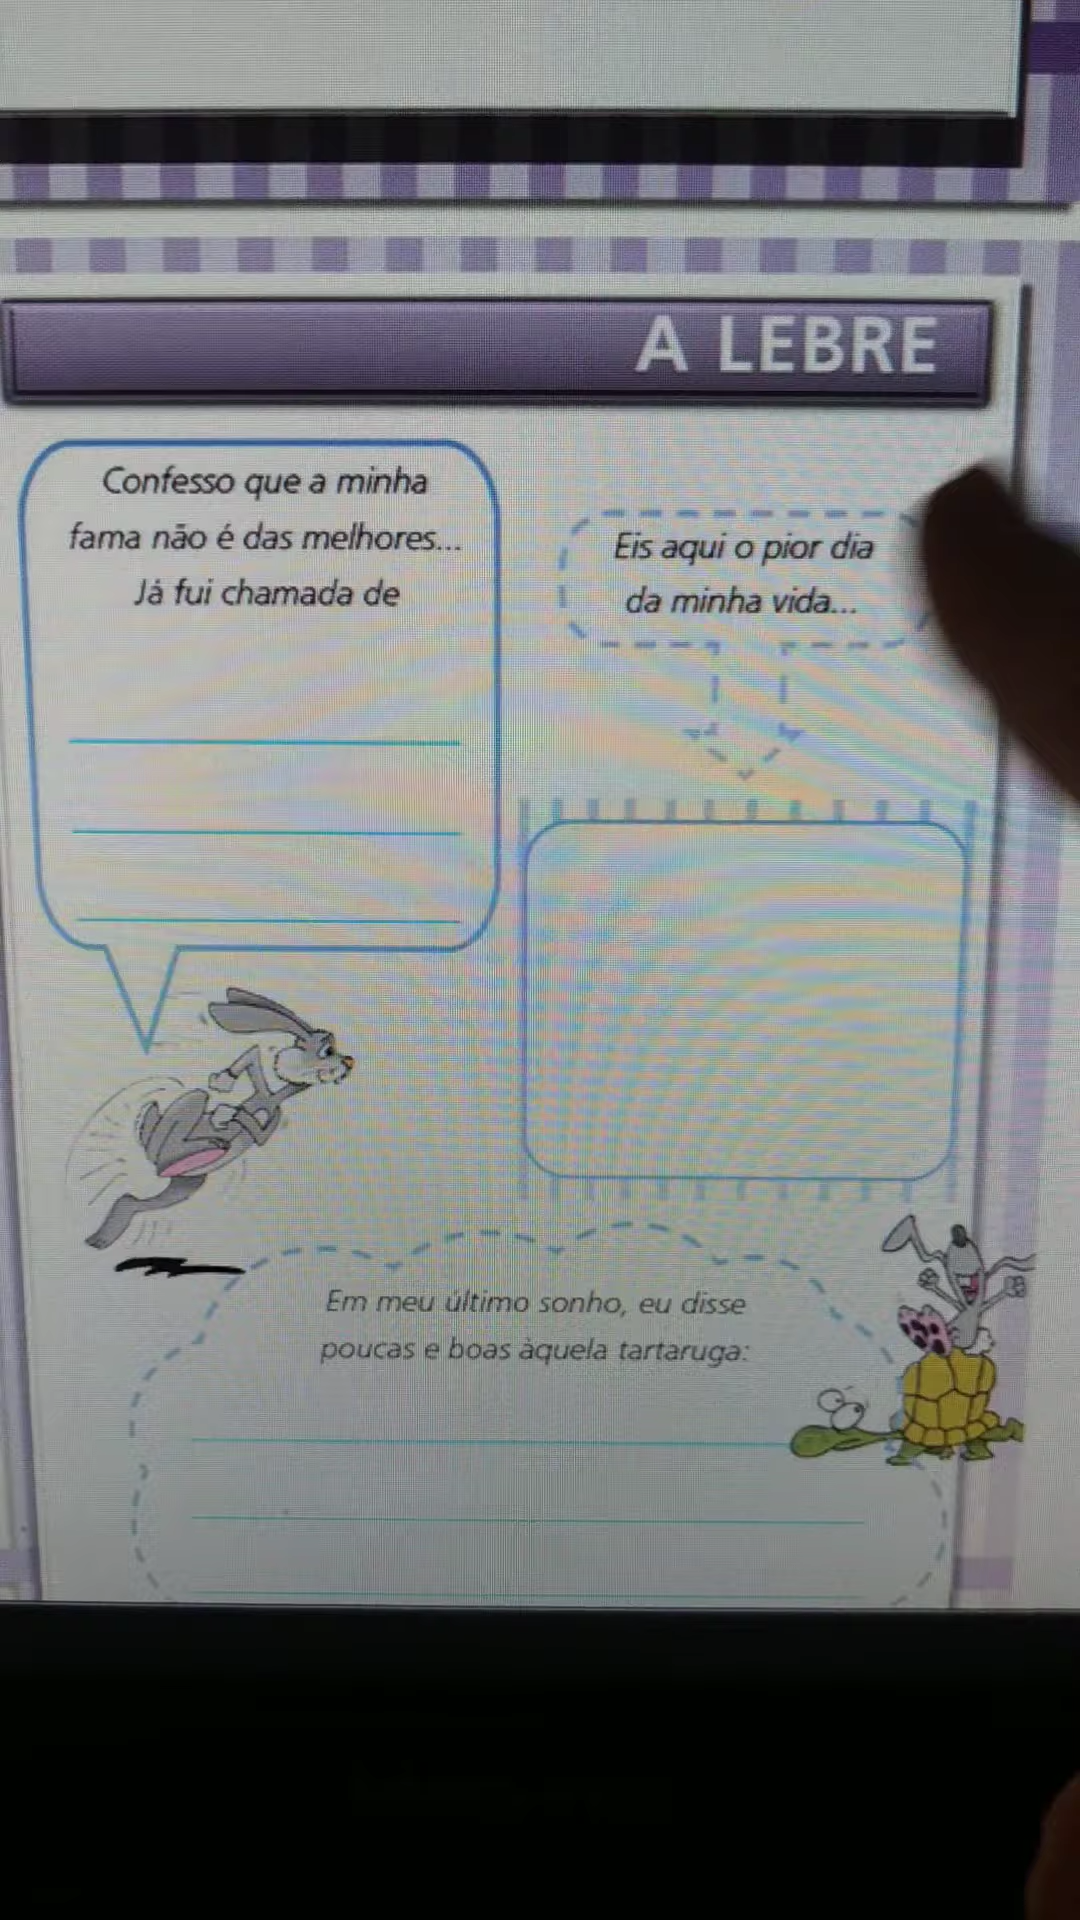 A LEBRE
Confesso que a minha
fama não é das melhores...
Já fui chamada de
Eis aqui o pior dia
da minha vida...
Em meu último sonho, eu disse
poucas e boas àquela tartaruga: